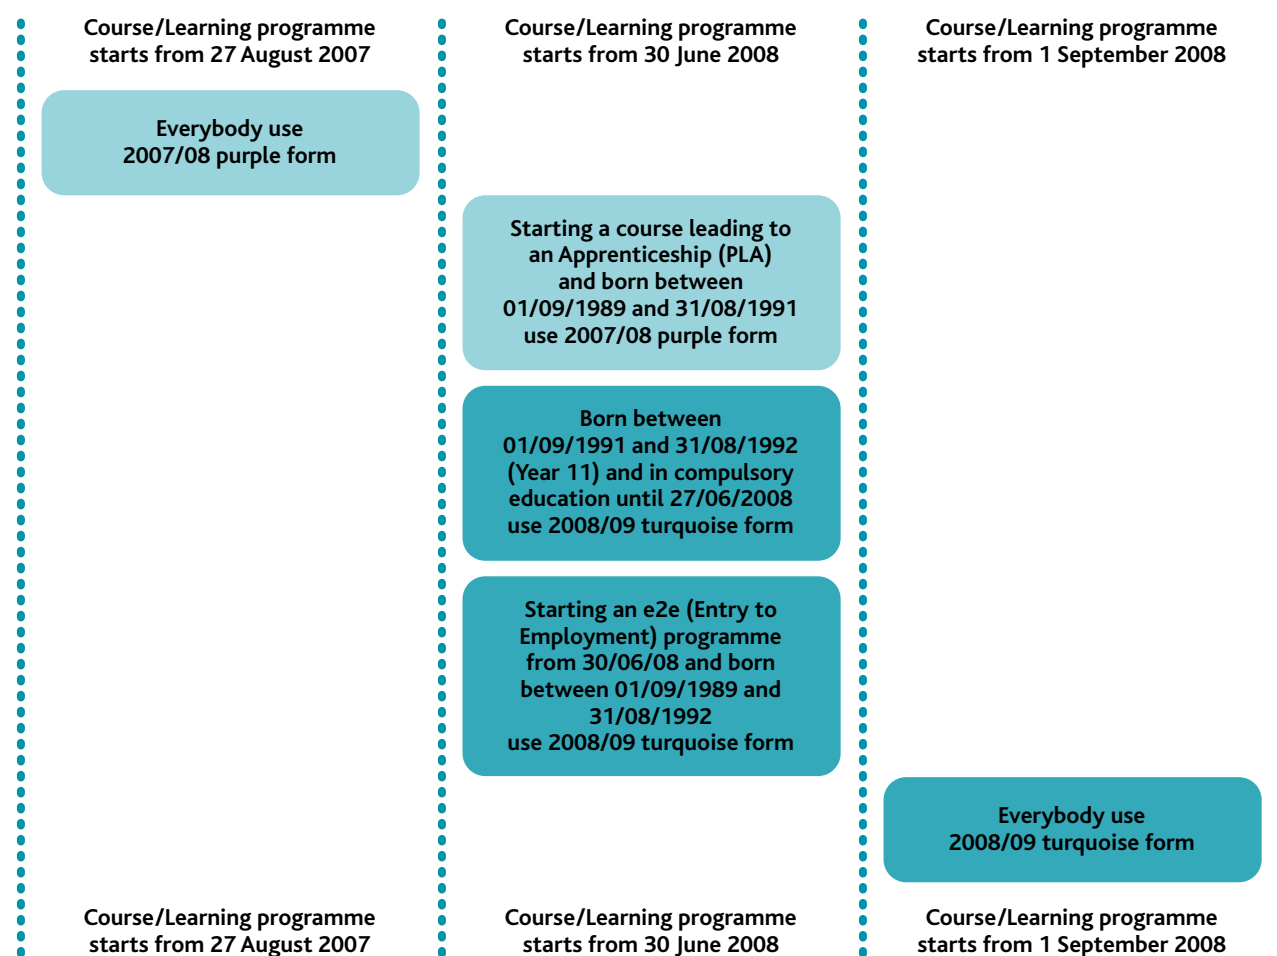 Course/Learning programme
starts from 27 August 2007
Course/Learning programme
starts from 30 June 2008
Course/Learning programme
starts from 1 September 2008
Everybody use
2007/08 purple form
Starting a course leading to
an Apprenticeship (PLA)
and born between
01/09/1989 and 31/08/1991
use 2007/08 purple form
Born between
01/09/1991 and 31/08/1992
(Year 11) and in compulsory
education until 27/06/2008
use 2008/09 turquoise form
Starting an e2e (Entry to
Employment) programme
from 30/06/08 and born
between 01/09/1989 and
31/08/1992
use 2008/09 turquoise form
Everybody use
2008/09 turquoise form
Course/Learning programme
starts from 27 August 2007
Course/Learning programme
starts from 30 June 2008
Course/Learning programme
starts from 1 September 2008